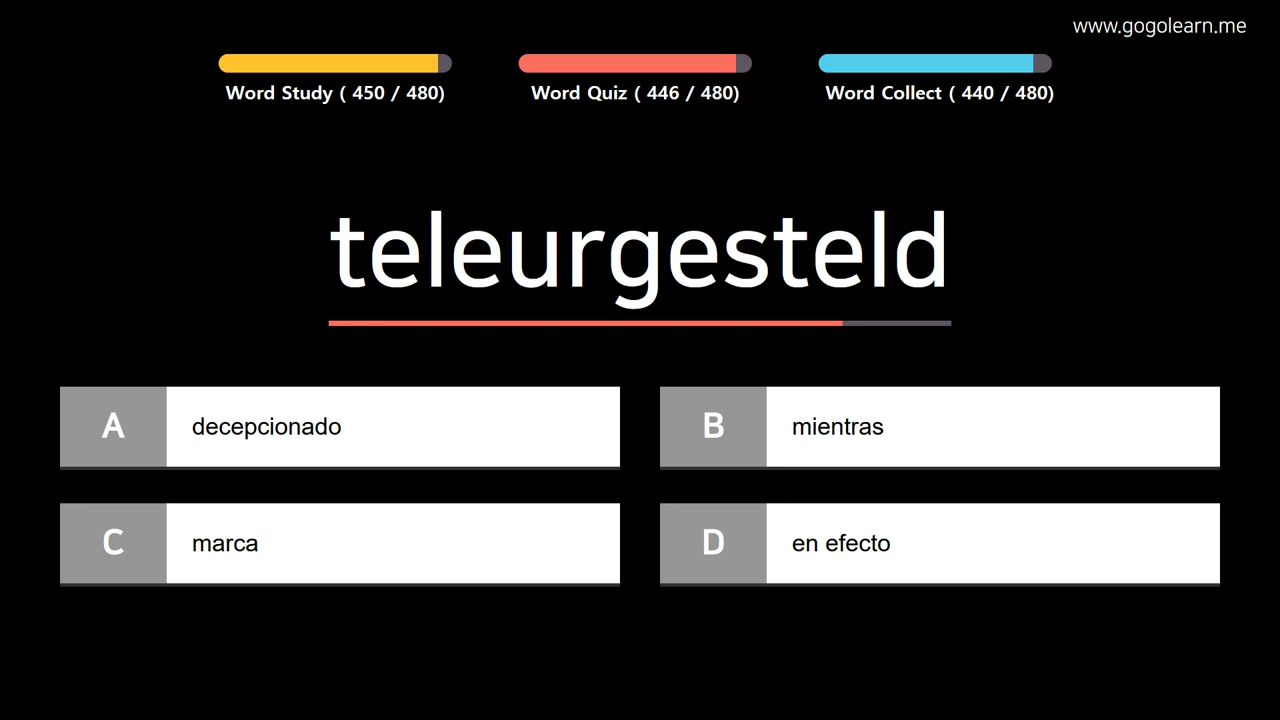 www.gogolearn.me
Word Study ( 450 / 480)
Word Quiz ( 446 / 480)
Word Collect ( 440 / 480)
teleurgesteld
A
decepcionado
B
mientras
C
marca
D
en efecto